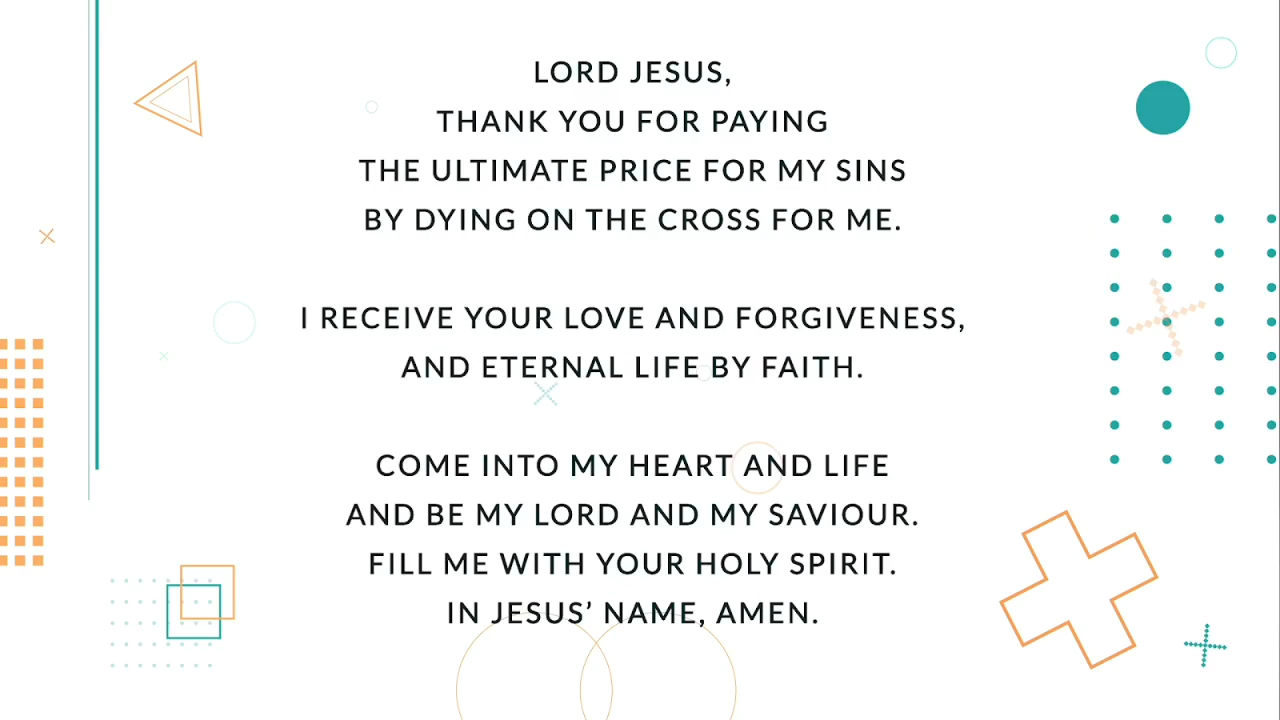 LORD JESUS,
THANK YOU FOR PAYING
THE ULTIMATE PRICE FOR MY SINS
BY DYING ON THE CROSS FOR ME.
I RECEIVE YOUR LOVE AND FORGIVENESS,
AND ETERNAL LIFE BY FAITH.
COME INTO MY HEART AND LIFE
AND BE MY LORD AND MY SAVIOUR.
FILL ME WITH YOUR HOLY SPIRIT.
IN JESUS’ NAME, AMEN.